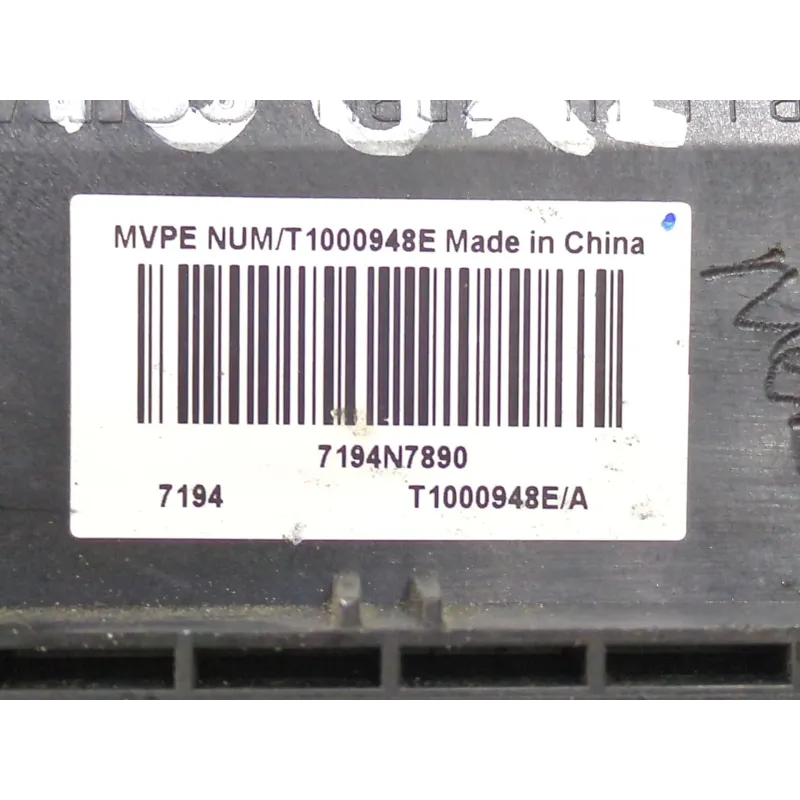 MVPE NUM/T1000948E Made in China
7194N7890
7194 T1000948E/A